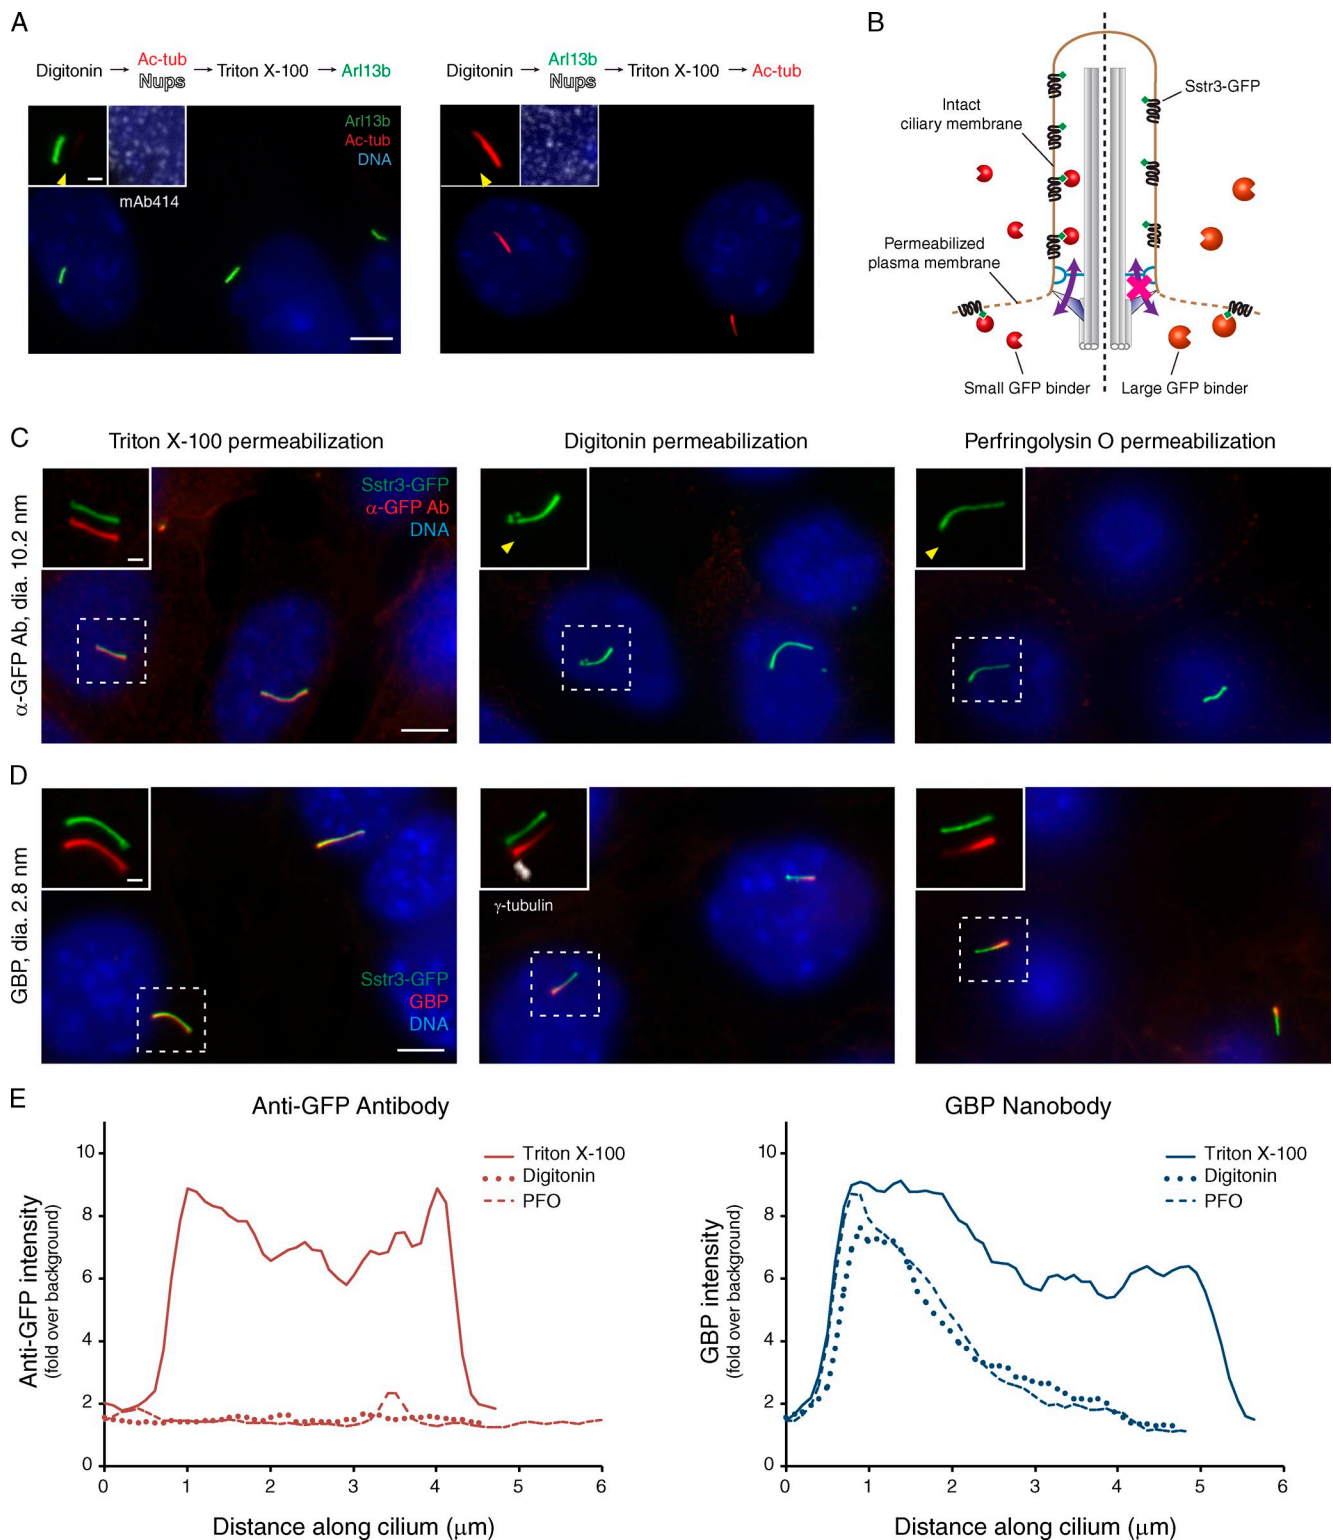 A
Digitonin → Ac-tub Nups → Triton X-100 → Arl13b
Arl13b
Ac-tub
DNA
mAb414
Digitonin → Arl13b Nups → Triton X-100 → Ac-tub
B
Sstr3-GFP
Intact
ciliary membrane
Permeabilized
plasma membrane
Small GFP binder
Large GFP binder
C
Triton X-100 permeabilization
Digitonin permeabilization
Perfringolysin O permeabilization
α-GFP Ab, dia. 10.2 nm
Sstr3-GFP
α-GFP Ab
DNA
D
GBP, dia. 2.8 nm
Sstr3-GFP
GBP
DNA
γ-tubulin
E
Anti-GFP Antibody
Anti-GFP intensity
(fold over background)
10
8
6
4
2
0
Triton X-100
Digitonin
PFO
0 1 2 3 4 5 6
Distance along cilium (μm)
GBP Nanobody
GBP intensity
(fold over background)
10
8
6
4
2
0
Triton X-100
Digitonin
PFO
0 1 2 3 4 5 6
Distance along cilium (μm)